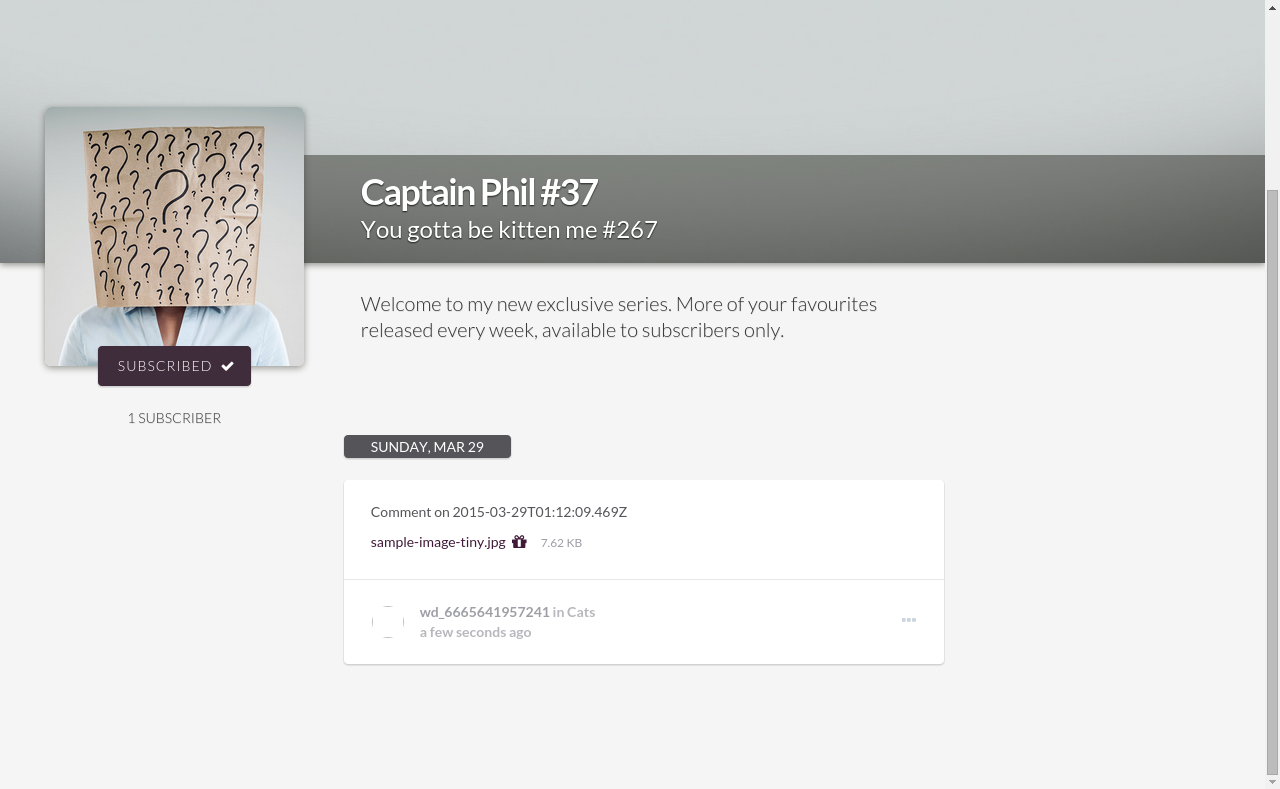 Captain Phil #37
You gotta be kitten me #267
Welcome to my new exclusive series. More of your favourites
released every week, available to subscribers only.
SUBSCRIBED
1 SUBSCRIBER
SUNDAY, MAR 29
Comment on 2015-03-29T01:12:09.469Z
sample-image-tiny.jpg 7.62 KB
wd_6665641957241 in Cats
a few seconds ago